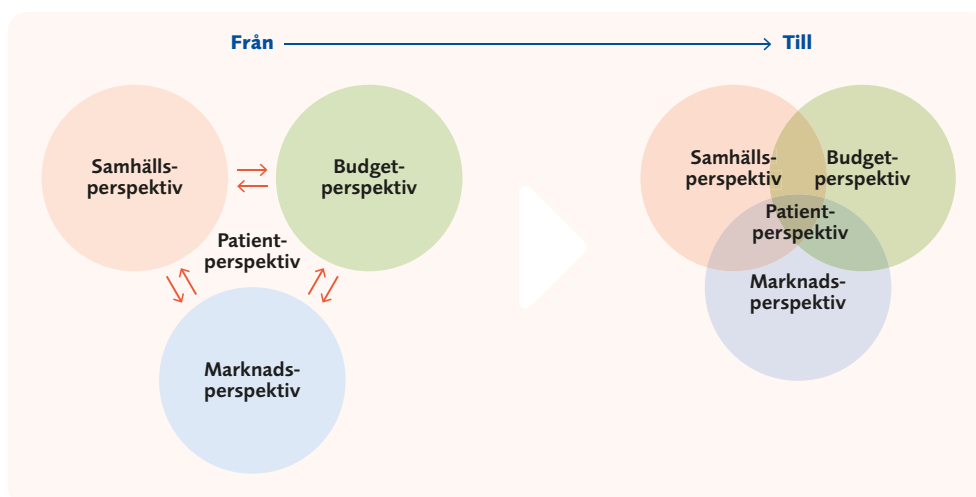 Från
Till
Samhälls-
perspektiv
Budget-
perspektiv
Patient-
perspektiv
Marknads-
perspektiv
Samhälls-
perspektiv
Budget-
perspektiv
Patient-
perspektiv
Marknads-
perspektiv